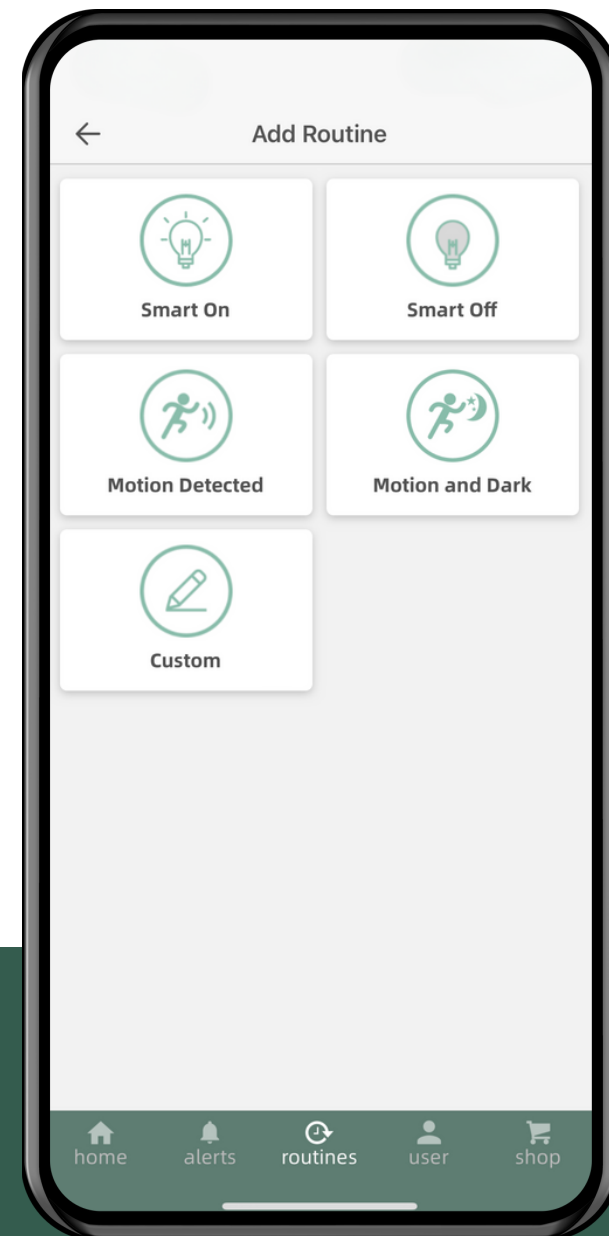 Add Routine
Smart On
Smart Off
Motion Detected
Motion and Dark
Custom
home
alerts
routines
user
shop